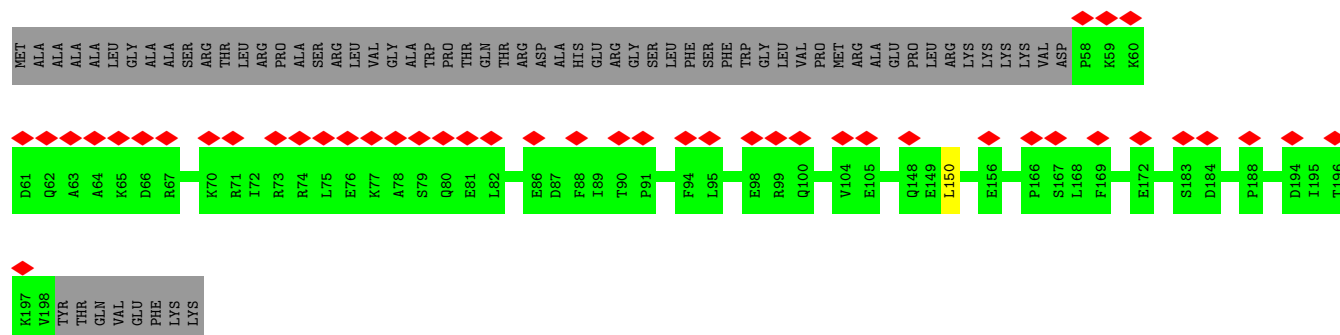 MET ALA ALA ALA ALA LEU GLY ALA ALA SER ARG THR LEU ARG PRO ALA SER ARG LEU VAL GLY ALA TRP PRO THR GLN THR ARG ASP ALA HIS GLU ARG GLY SER LEU PHE SER PHE TRP GLY LEU VAL PRO MET ARG ALA GLU PRO LEU ARG LYS LYS LYS LYS VAL ASP P58 K59 K60
D61 Q62 A63 A64 K65 D66 R67 K70 R71 I72 R73 R74 L75 E76 K77 A78 S79 Q80 E81 L82 E86 D87 F88 I89 T90 P91 F94 L95 E98 R99 Q100 V104 E105 Q148 E149 L150 E156 P166 S167 L168 F169 E172 S183 D184 P188 D194 I195 T196
K197 V198 TYR THR GLN VAL GLU PHE LYS LYS